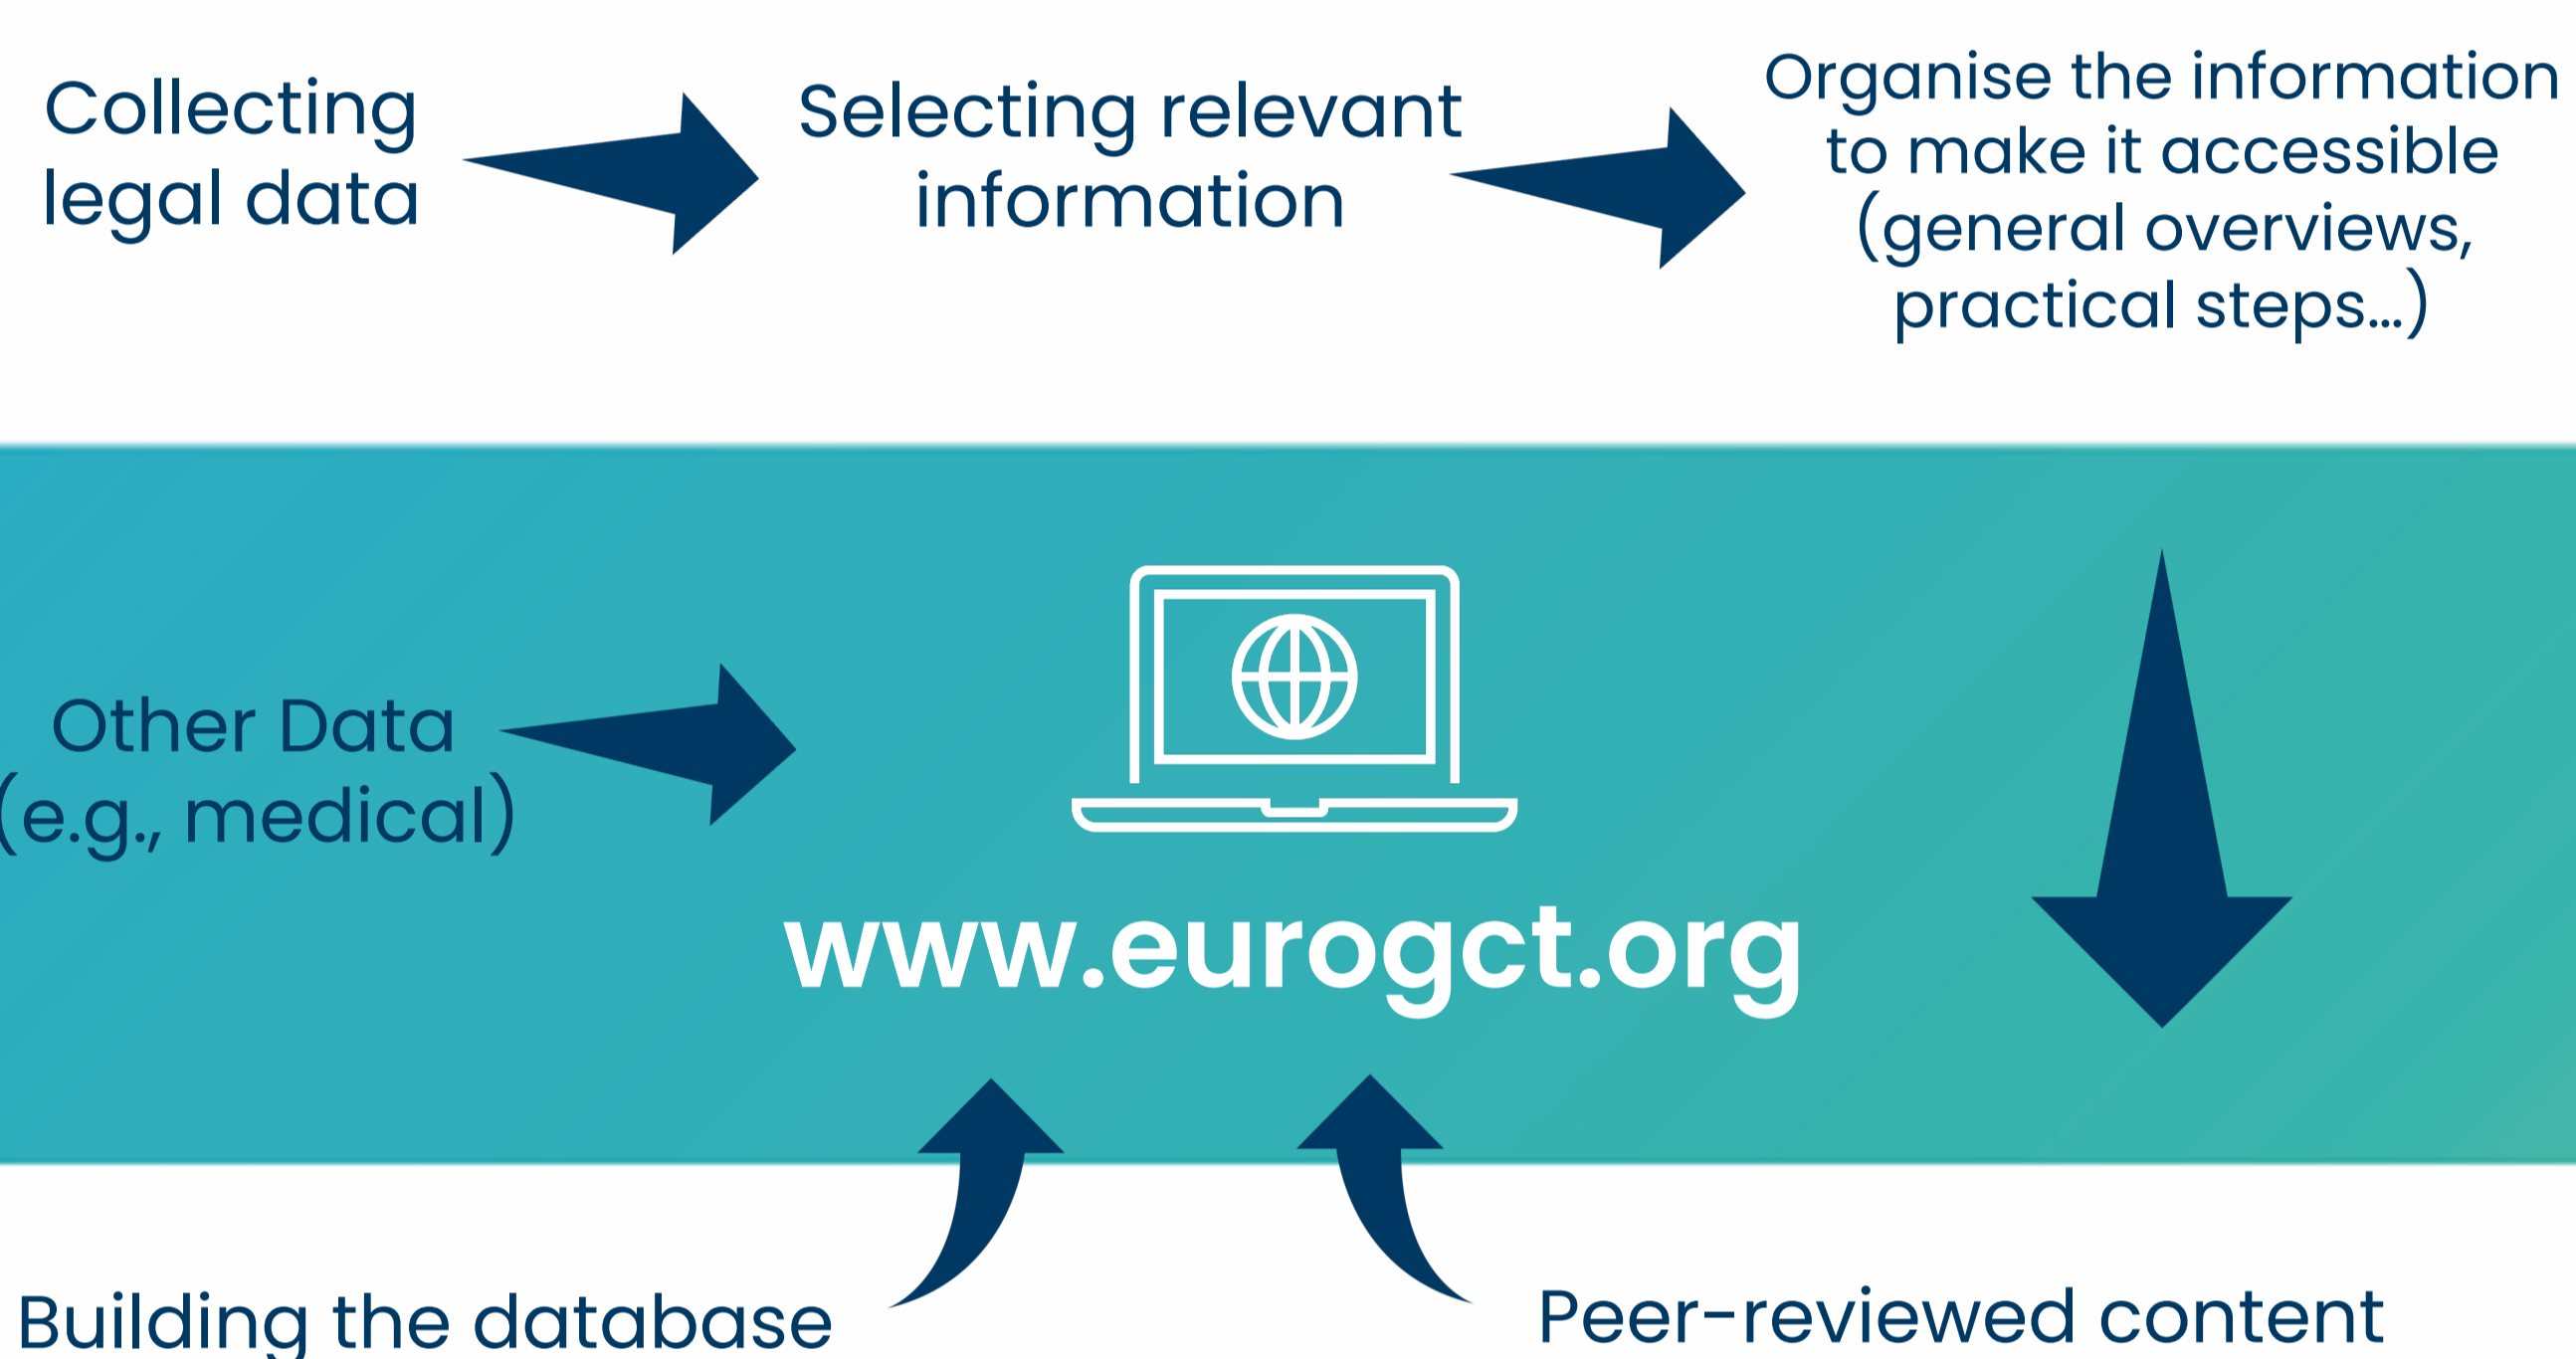 Collecting
legal data
Selecting relevant
information
Organise the information
to make it accessible
(general overviews,
practical steps...)
Other Data
(e.g., medical)
www.eurogct.org
Building the database
Peer-reviewed content